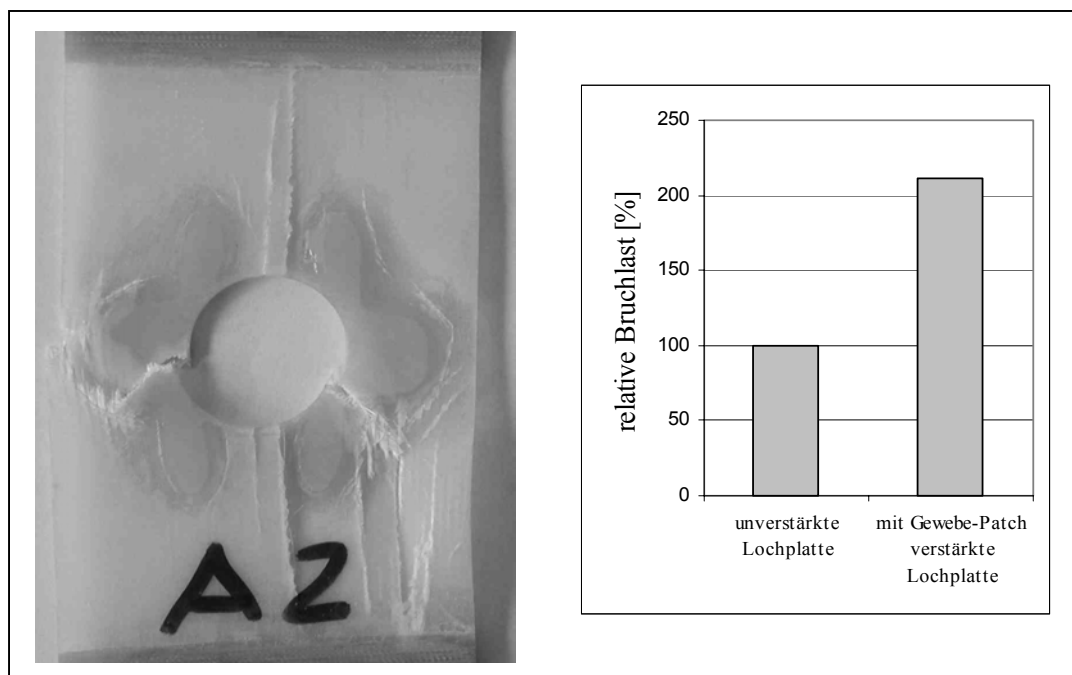 A2
relative Bruchlast [%]
250
200
150
100
50
0
unverstärkte
Lochplatte
mit Gewebe-Patch
verstärkte
Lochplatte